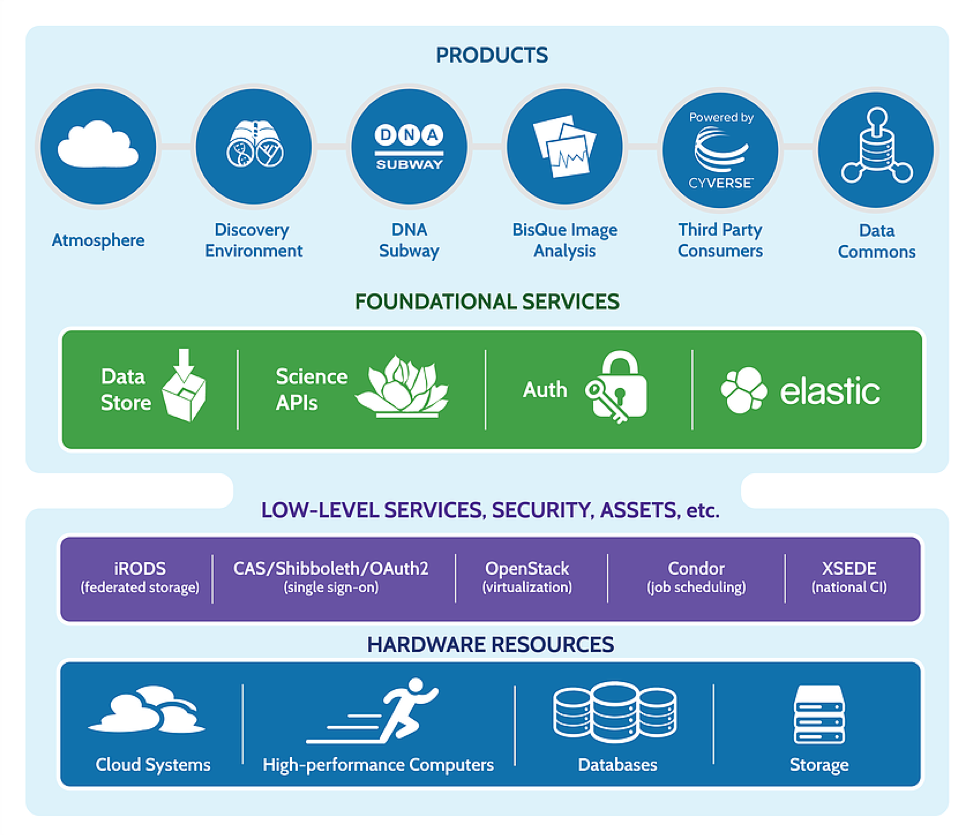 PRODUCTS
DNA
SUBWAY
Powered by
CYVERSE™
Atmosphere
Discovery
Environment
DNA
Subway
BisQue Image
Analysis
Third Party
Consumers
Data
Commons
FOUNDATIONAL SERVICES
Data
Store
Science
APIs
Auth
elastic
LOW-LEVEL SERVICES, SECURITY, ASSETS, etc.
iRODS
(federated storage)
CAS/Shibboleth/OAuth2
(single sign-on)
OpenStack
(virtualization)
Condor
(job scheduling)
XSEDE
(national CI)
HARDWARE RESOURCES
Cloud Systems
High-performance Computers
Databases
Storage